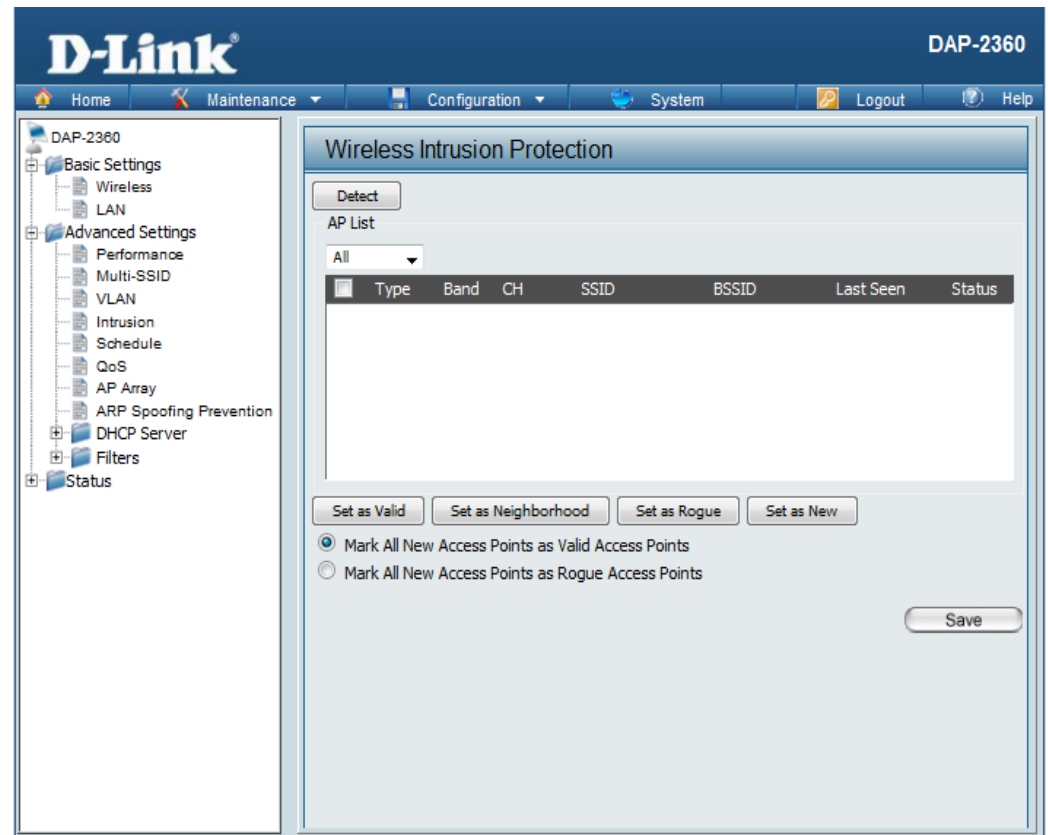 D-Link®
DAP-2360
Home Maintenance Configuration System Logout Help
DAP-2360
Basic Settings
Wireless
LAN
Advanced Settings
Performance
Multi-SSID
VLAN
Intrusion
Schedule
QoS
AP Array
ARP Spoofing Prevention
DHCP Server
Filters
Status
Wireless Intrusion Protection
Detect
AP List
All
Type Band CH SSID BSSID Last Seen Status
Set as Valid Set as Neighborhood Set as Rogue Set as New
Mark All New Access Points as Valid Access Points
Mark All New Access Points as Rogue Access Points
Save